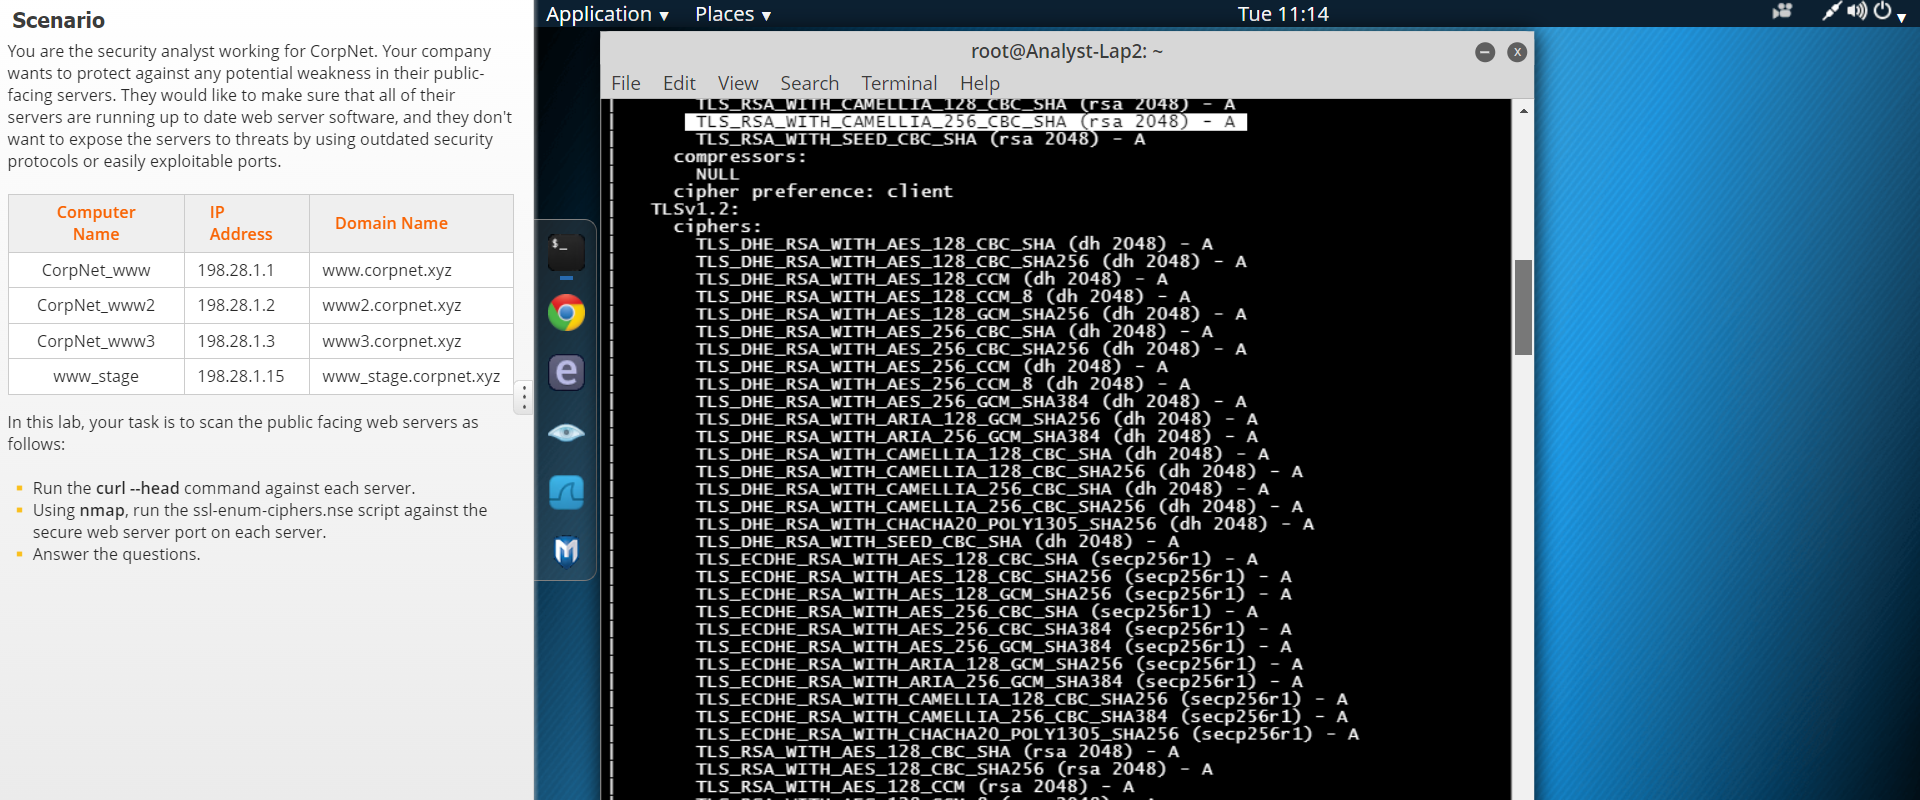 Scenario
You are the security analyst working for CorpNet. Your company
wants to protect against any potential weakness in their public-
facing servers. They would like to make sure that all of their
servers are running up to date web server software, and they don't
want to expose the servers to threats by using outdated security
protocols or easily exploitable ports.
Computer Name IP Address Domain Name
CorpNet_www 198.28.1.1 www.corpnet.xyz
CorpNet_www2 198.28.1.2 www2.corpnet.xyz
CorpNet_www3 198.28.1.3 www3.corpnet.xyz
www_stage 198.28.1.15 www_stage.corpnet.xyz
In this lab, your task is to scan the public facing web servers as
follows:
Run the curl --head command against each server.
Using nmap, run the ssl-enum-ciphers.nse script against the
secure web server port on each server.
Answer the questions.
Application Places Tue 11:14
root@Analyst-Lap2: ~
File Edit View Search Terminal Help
| TLS_RSA_WITH_CAMELLIA_128_CBC_SHA (rsa 2048) - A
| TLS_RSA_WITH_CAMELLIA_256_CBC_SHA (rsa 2048) - A
| TLS_RSA_WITH_SEED_CBC_SHA (rsa 2048) - A
| compressors:
| NULL
| cipher preference: client
| TLSv1.2:
| ciphers:
| TLS_DHE_RSA_WITH_AES_128_CBC_SHA (dh 2048) - A
| TLS_DHE_RSA_WITH_AES_128_CBC_SHA256 (dh 2048) - A
| TLS_DHE_RSA_WITH_AES_128_CCM (dh 2048) - A
| TLS_DHE_RSA_WITH_AES_128_CCM_8 (dh 2048) - A
| TLS_DHE_RSA_WITH_AES_128_GCM_SHA256 (dh 2048) - A
| TLS_DHE_RSA_WITH_AES_256_CBC_SHA (dh 2048) - A
| TLS_DHE_RSA_WITH_AES_256_CBC_SHA256 (dh 2048) - A
| TLS_DHE_RSA_WITH_AES_256_CCM (dh 2048) - A
| TLS_DHE_RSA_WITH_AES_256_CCM_8 (dh 2048) - A
| TLS_DHE_RSA_WITH_AES_256_GCM_SHA384 (dh 2048) - A
| TLS_DHE_RSA_WITH_ARIA_128_GCM_SHA256 (dh 2048) - A
| TLS_DHE_RSA_WITH_ARIA_256_GCM_SHA384 (dh 2048) - A
| TLS_DHE_RSA_WITH_CAMELLIA_128_CBC_SHA (dh 2048) - A
| TLS_DHE_RSA_WITH_CAMELLIA_128_CBC_SHA256 (dh 2048) - A
| TLS_DHE_RSA_WITH_CAMELLIA_256_CBC_SHA (dh 2048) - A
| TLS_DHE_RSA_WITH_CAMELLIA_256_CBC_SHA256 (dh 2048) - A
| TLS_DHE_RSA_WITH_CHACHA20_POLY1305_SHA256 (dh 2048) - A
| TLS_DHE_RSA_WITH_SEED_CBC_SHA (dh 2048) - A
| TLS_ECDHE_RSA_WITH_AES_128_CBC_SHA (secp256r1) - A
| TLS_ECDHE_RSA_WITH_AES_128_CBC_SHA256 (secp256r1) - A
| TLS_ECDHE_RSA_WITH_AES_128_GCM_SHA256 (secp256r1) - A
| TLS_ECDHE_RSA_WITH_AES_256_CBC_SHA (secp256r1) - A
| TLS_ECDHE_RSA_WITH_AES_256_CBC_SHA384 (secp256r1) - A
| TLS_ECDHE_RSA_WITH_AES_256_GCM_SHA384 (secp256r1) - A
| TLS_ECDHE_RSA_WITH_ARIA_128_GCM_SHA256 (secp256r1) - A
| TLS_ECDHE_RSA_WITH_ARIA_256_GCM_SHA384 (secp256r1) - A
| TLS_ECDHE_RSA_WITH_CAMELLIA_128_CBC_SHA256 (secp256r1) - A
| TLS_ECDHE_RSA_WITH_CAMELLIA_256_CBC_SHA384 (secp256r1) - A
| TLS_ECDHE_RSA_WITH_CHACHA20_POLY1305_SHA256 (secp256r1) - A
| TLS_RSA_WITH_AES_128_CBC_SHA (rsa 2048) - A
| TLS_RSA_WITH_AES_128_CBC_SHA256 (rsa 2048) - A
| TLS_RSA_WITH_AES_128_CCM (rsa 2048) - A